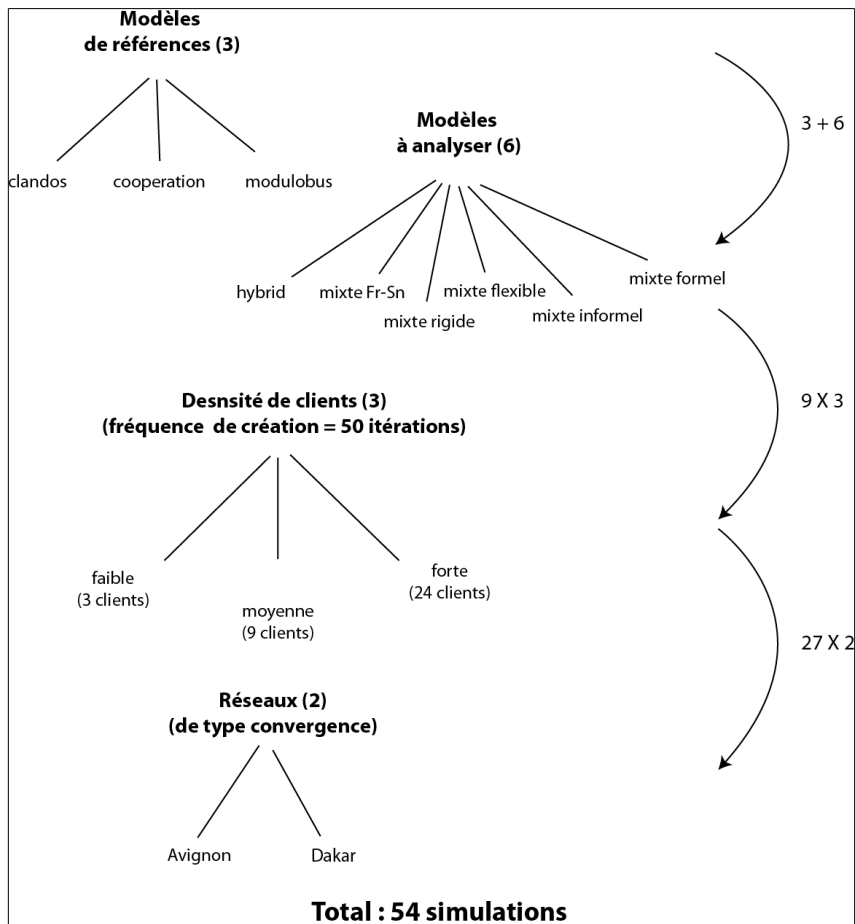 Modèles
de références (3)
clandos
cooperation
modulobus
Modèles
à analyser (6)
hybrid
mixte Fr-Sn
mixte rigide
mixte flexible
mixte informel
mixte formel
3 + 6
Desnsité de clients (3)
(fréquence de création = 50 itérations)
9 X 3
faible
(3 clients)
moyenne
(9 clients)
forte
(24 clients)
27 X 2
Réseaux (2)
(de type convergence)
Avignon
Dakar
Total : 54 simulations